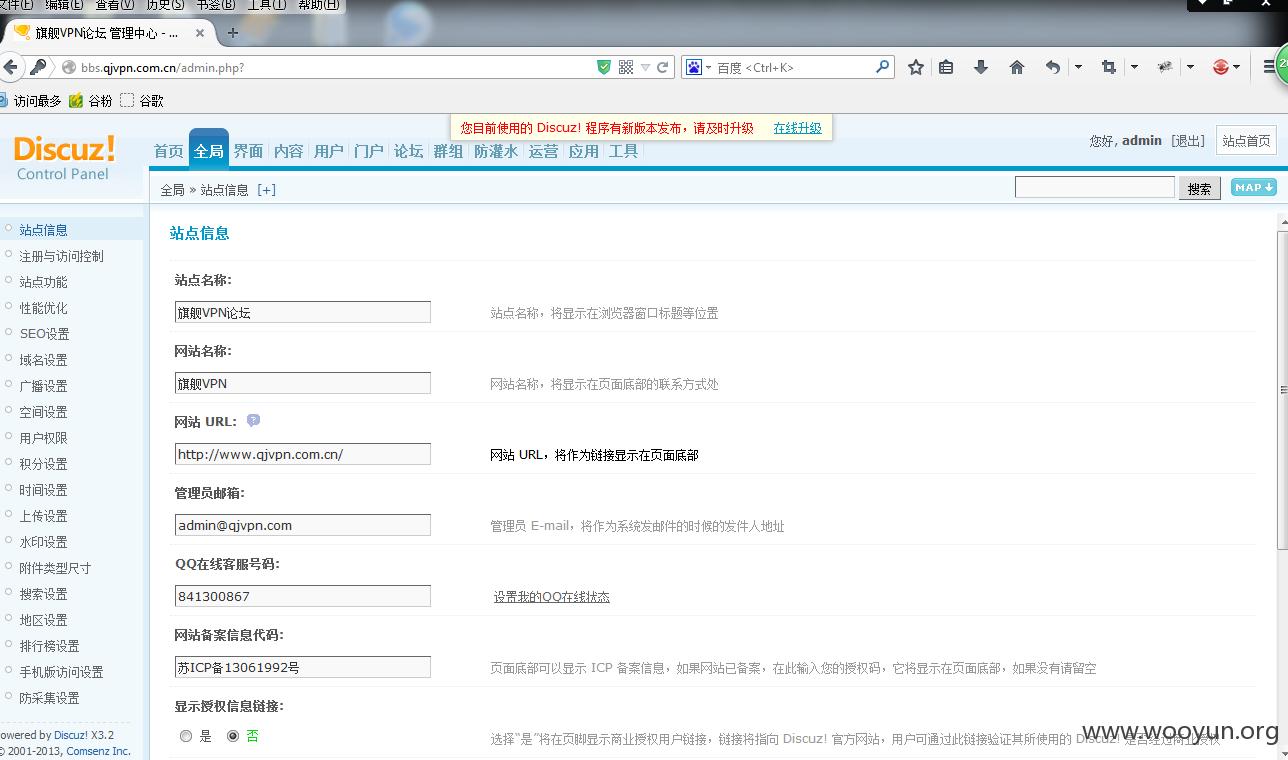 文件(F) 编辑(E) 查看(V) 历史(S) 书签(B) 工具(T) 帮助(H)
旗舰VPN论坛 管理中心 - ...
bbs.qjvpn.com.cn/admin.php?
百度 <Ctrl+K>
访问最多 谷粉 谷歌
您目前使用的 Discuz! 程序有新版本发布，请及时升级 在线升级
Discuz!
Control Panel
首页 全局 界面 内容 用户 门户 论坛 群组 防灌水 运营 应用 工具
您好, admin [退出] 站点首页
全局 » 站点信息 [+]
搜索 MAP
站点信息
注册与访问控制
站点功能
性能优化
SEO设置
域名设置
广播设置
空间设置
用户权限
积分设置
时间设置
上传设置
水印设置
附件类型尺寸
搜索设置
地区设置
排行榜设置
手机版访问设置
防采集设置
owered by Discuz! X3.2
© 2001-2013, Comsenz Inc.
站点信息
站点名称:
旗舰VPN论坛 站点名称，将显示在浏览器窗口标题等位置
网站名称:
旗舰VPN 网站名称，将显示在页面底部的联系方式处
网站 URL:
http://www.qjvpn.com.cn/ 网站 URL，将作为链接显示在页面底部
管理员邮箱:
admin@qjvpn.com 管理员 E-mail，将作为系统发邮件的时候的发件人地址
QQ在线客服号码:
841300867 设置我的QQ在线状态
网站备案信息代码:
苏ICP备13061992号 页面底部可以显示 ICP 备案信息，如果网站已备案，在此输入您的授权码，它将显示在页面底部，如果没有请留空
显示授权信息链接:
是 否 选择“是”将在页脚显示商业授权用户链接，链接将指向 Discuz! 官方网站，用户可通过此链接验证其所使用的 Discuz! 是否经过商业授权
www.wooyun.org